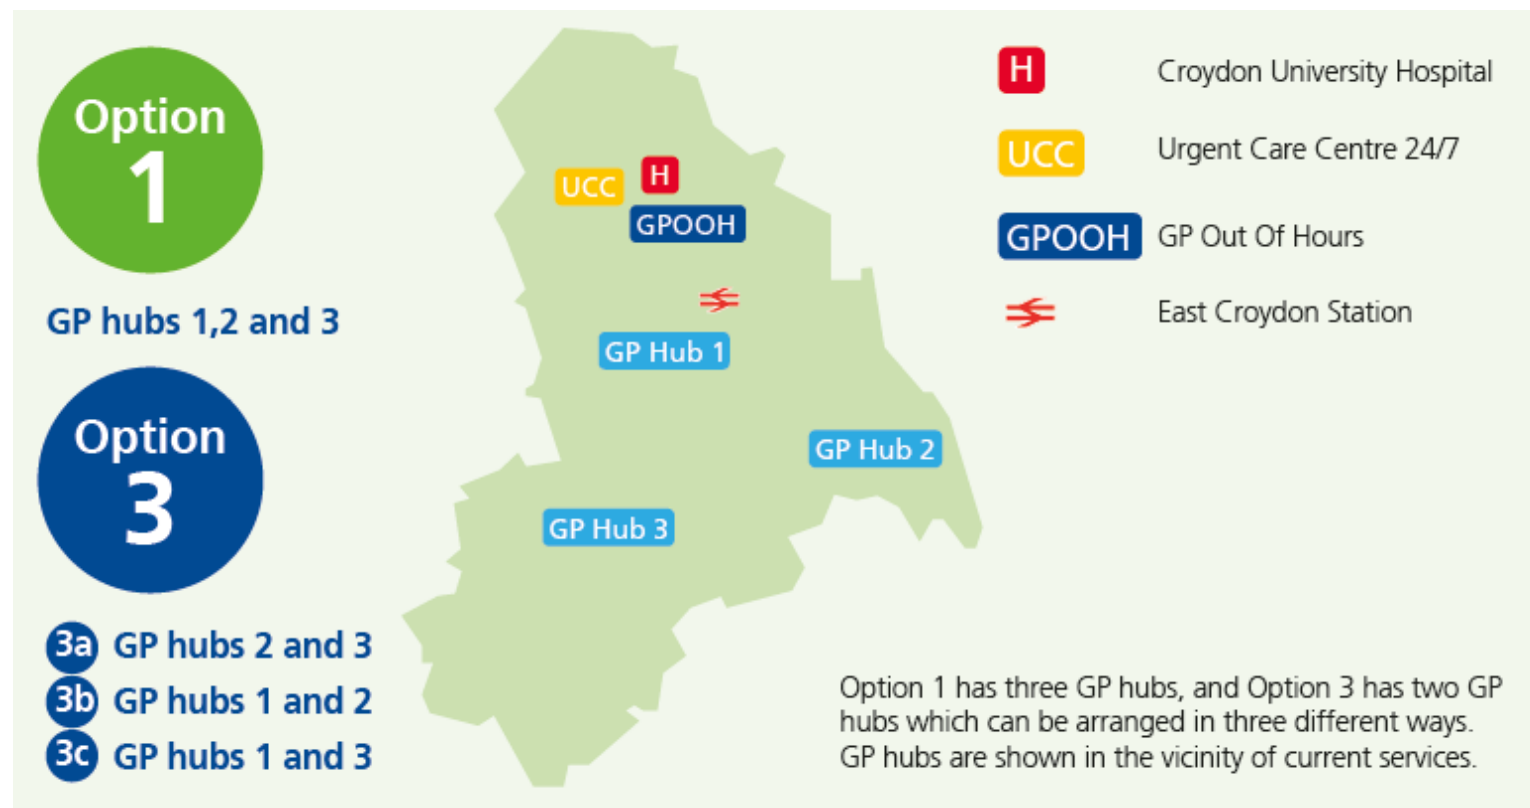 Option
1
GP hubs 1,2 and 3
Option
3
3a GP hubs 2 and 3
3b GP hubs 1 and 2
3c GP hubs 1 and 3
UCC
H
GPOOH
GP Hub 1
GP Hub 2
GP Hub 3
H Croydon University Hospital
UCC Urgent Care Centre 24/7
GPOOH GP Out Of Hours
East Croydon Station
Option 1 has three GP hubs, and Option 3 has two GP
hubs which can be arranged in three different ways.
GP hubs are shown in the vicinity of current services.